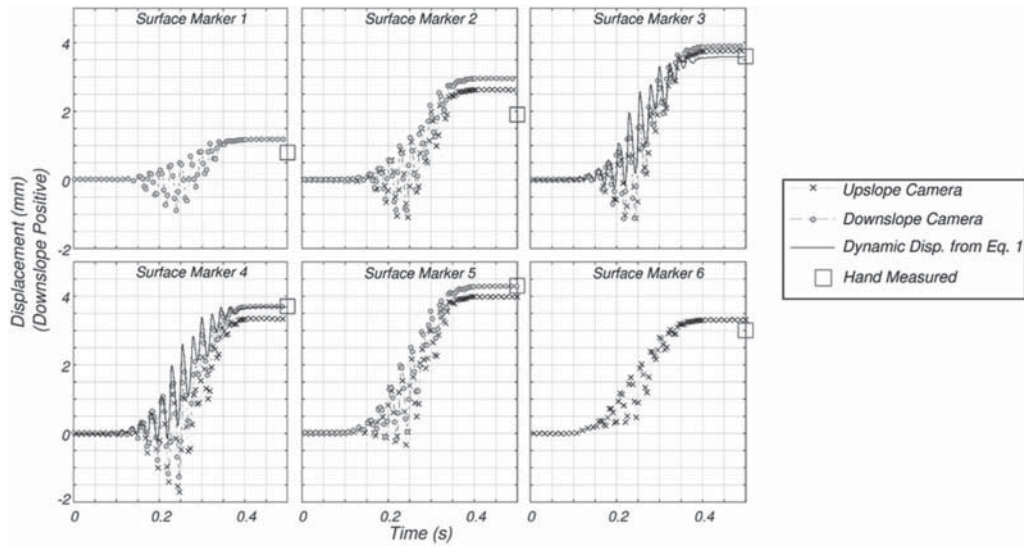 Surface Marker 1
Surface Marker 2
Surface Marker 3
4
2
0
-2
Displacement (mm)
(Downslope Positive)
Surface Marker 4
Surface Marker 5
Surface Marker 6
4
2
0
-2
0 0.2 0.4
0 0.2 0.4
0 0.2 0.4
Time (s)
Upslope Camera
Downslope Camera
Dynamic Disp. from Eq. 1
Hand Measured